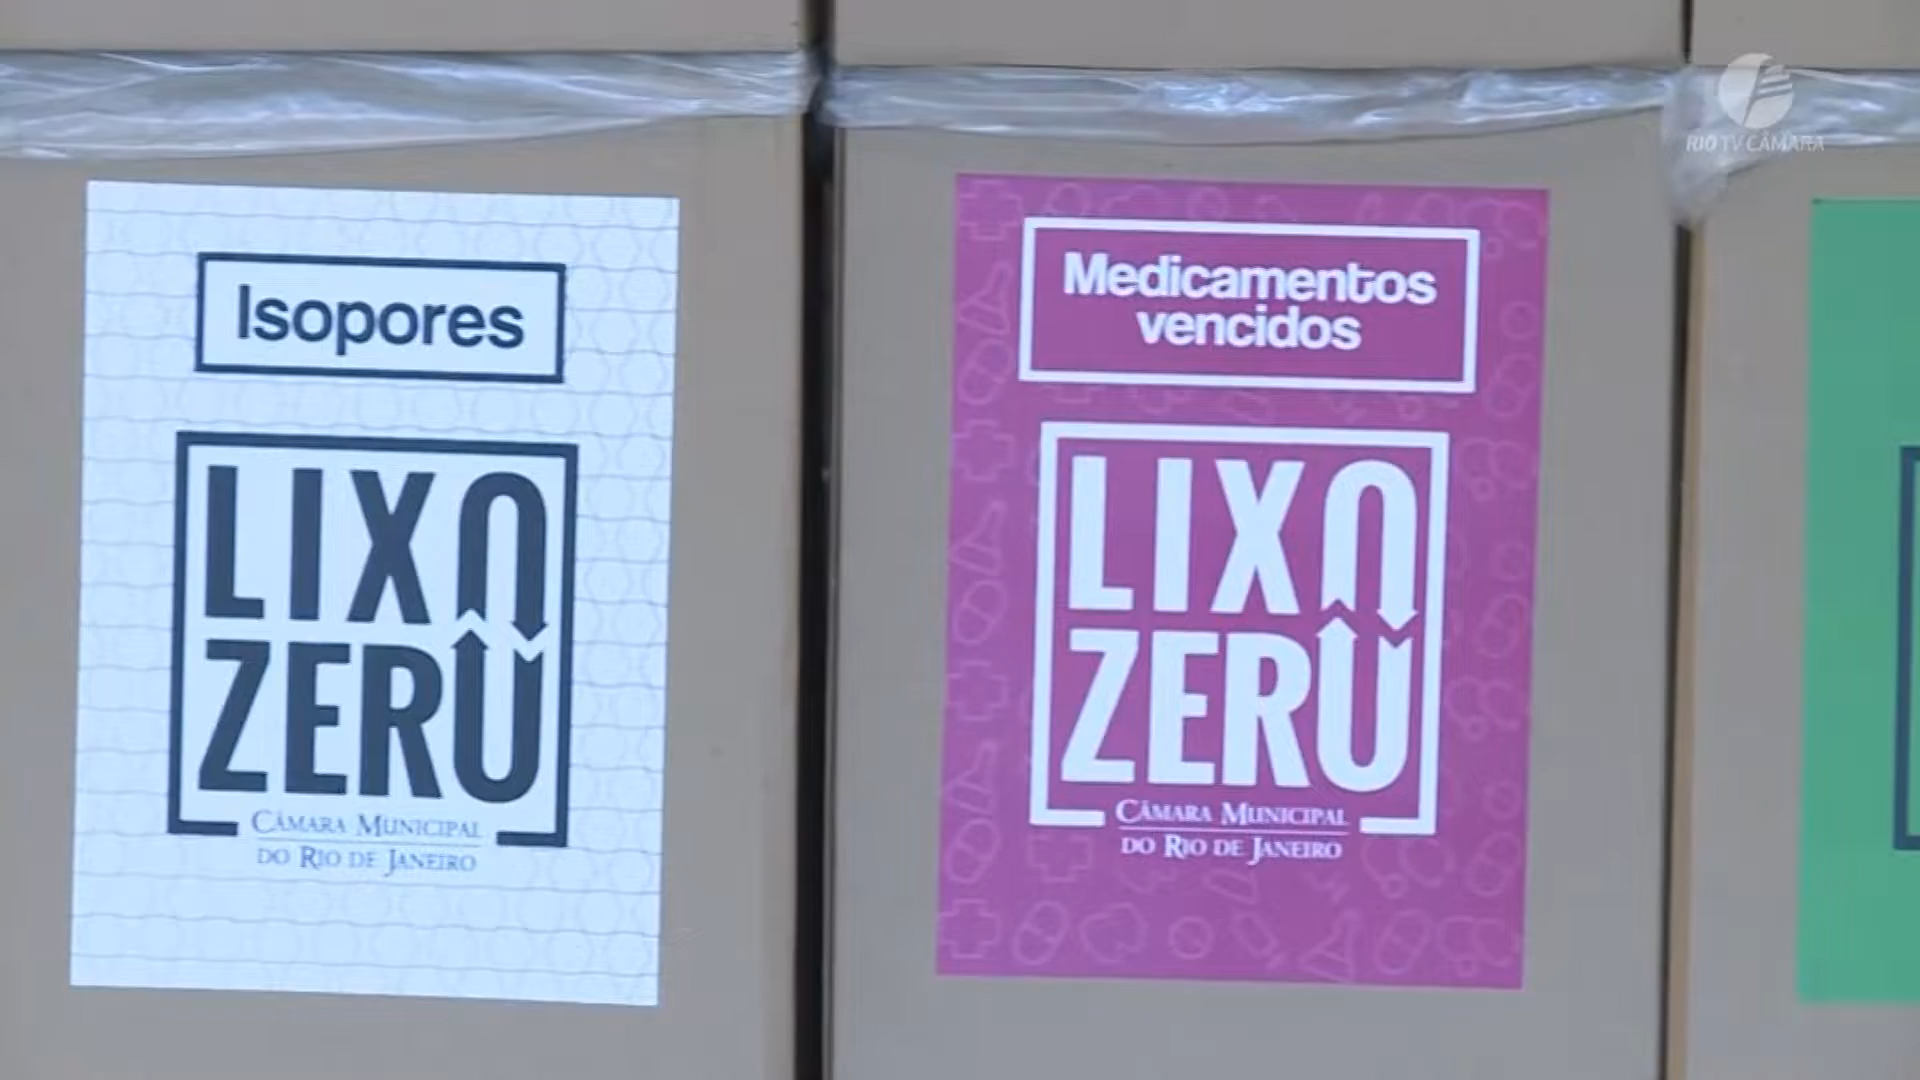 RIO TV CÂMARA
Isopores
LIXO
ZERO
CÂMARA MUNICIPAL
DO RIO DE JANEIRO
Medicamentos
vencidos
LIXO
ZERO
CÂMARA MUNICIPAL
DO RIO DE JANEIRO